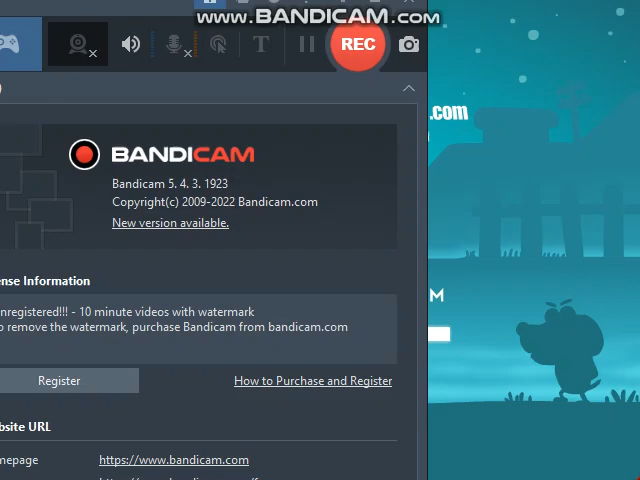 www.BANDICAM.com
T
REC
.com
BANDICAM
Bandicam 5. 4. 3. 1923
Copyright(c) 2009-2022 Bandicam.com
New version available.
ense Information
M
nregistered!!! - 10 minute videos with watermark
o remove the watermark, purchase Bandicam from bandicam.com
Register
How to Purchase and Register
bsite URL
mepage
https://www.bandicam.com